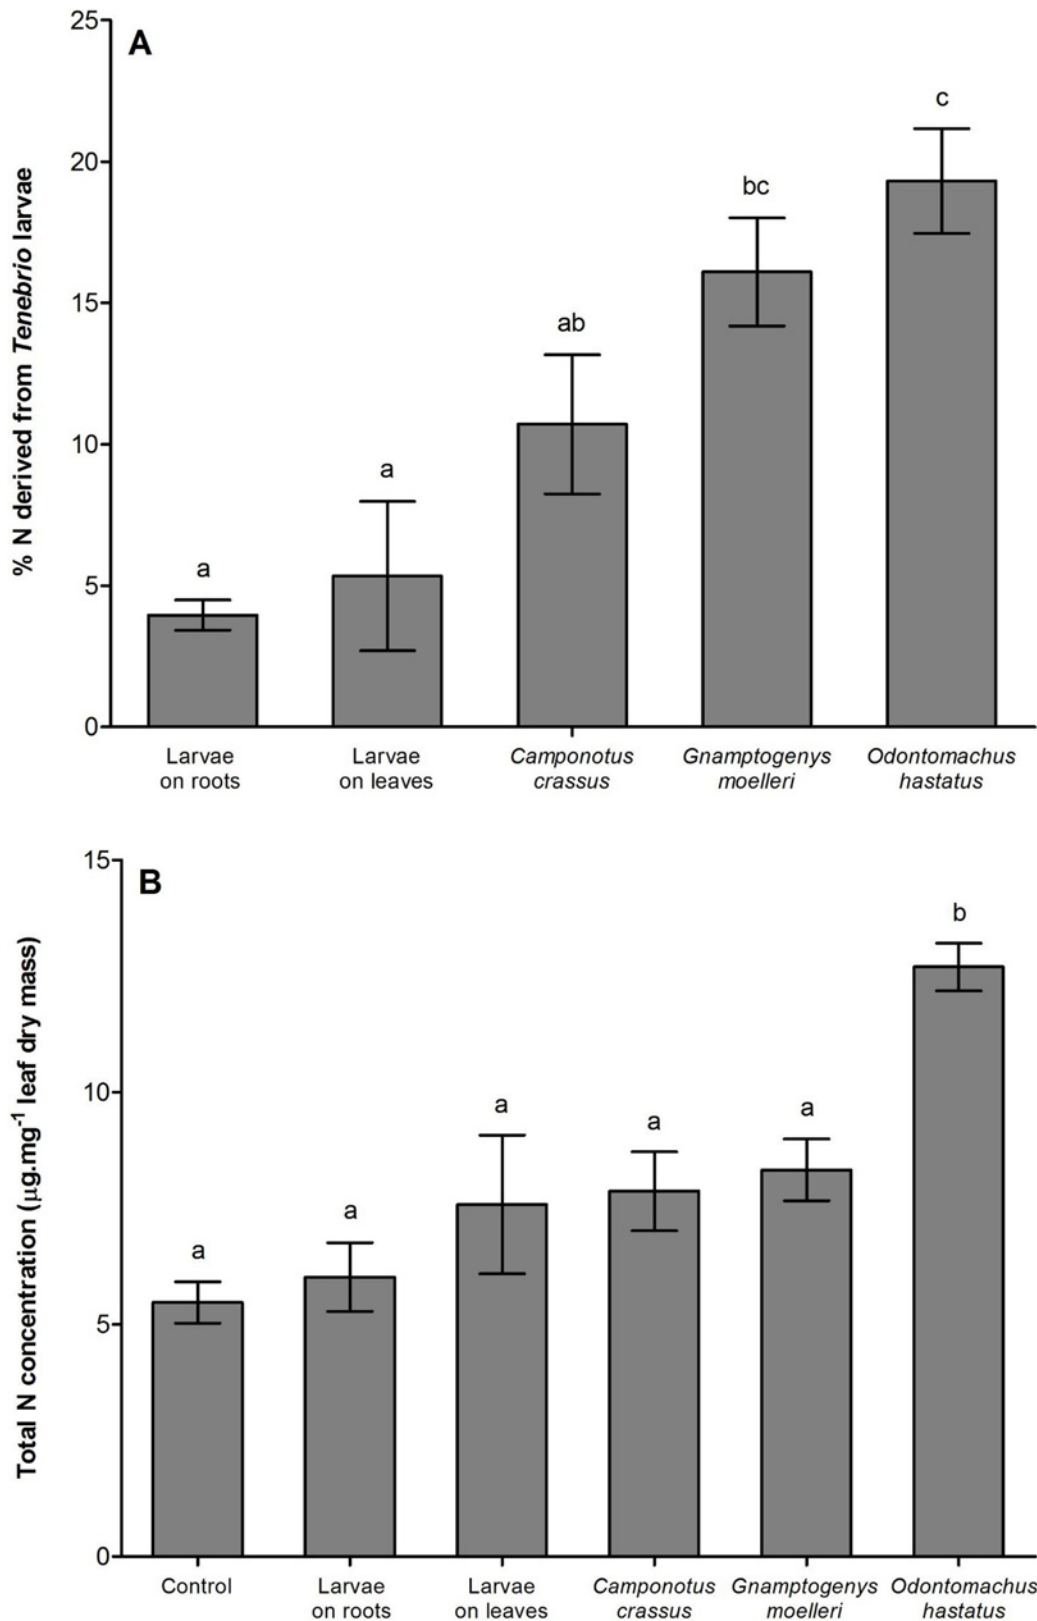 A
% N derived from Tenebrio larvae
25
20
15
10
5
0
a
a
ab
bc
c
Larvae
on roots
Larvae
on leaves
Camponotus
crassus
Gnamptogenys
moelleri
Odontomachus
hastatus
B
Total N concentration (µg.mg⁻¹ leaf dry mass)
15
10
5
0
a
a
a
a
a
b
Control
Larvae
on roots
Larvae
on leaves
Camponotus
crassus
Gnamptogenys
moelleri
Odontomachus
hastatus